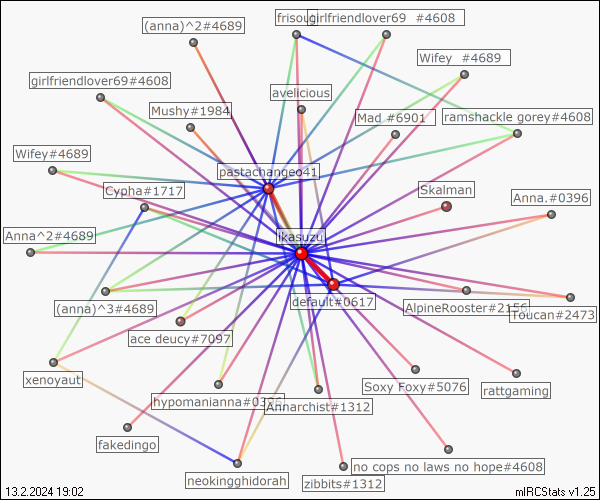 (anna)^2#4689
girlfriendlover69 #4608
Wifey #4689
girlfriendlover69#4608
avelicious
Mushy#1984
Mad #6901
ramshackle gorey#4608
Wifey#4689
pastachangeo41
Cypha#1717
Skalman
Anna.#0396
Anna^2#4689
ikasuzu
default#0617
(anna)^3#4689
AlpineRooster#2156
Toucan#2473
ace deucy#7097
xenoyaut
Soxy Foxy#5076
rattgaming
Annarchist#1312
fakedingo
no cops no laws no hope#4608
neokingghidorah
zibbits#1312
13.2.2024 19:02
mIRCStats v1.25